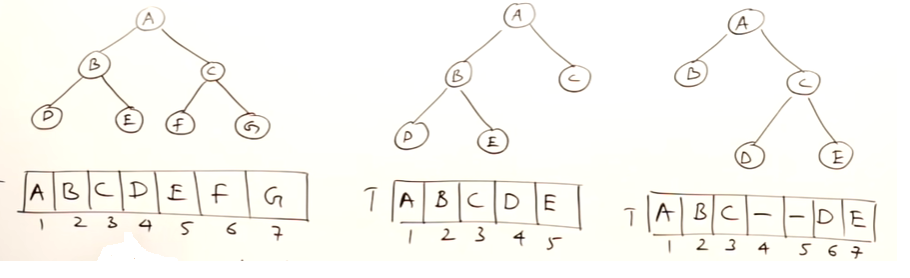 A
B C
D E F G
A B C D E F G
1 2 3 4 5 6 7
A
B C
D E
T A B C D E
1 2 3 4 5
A
B
C
D E
T A B C - - D E
1 2 3 4 5 6 7